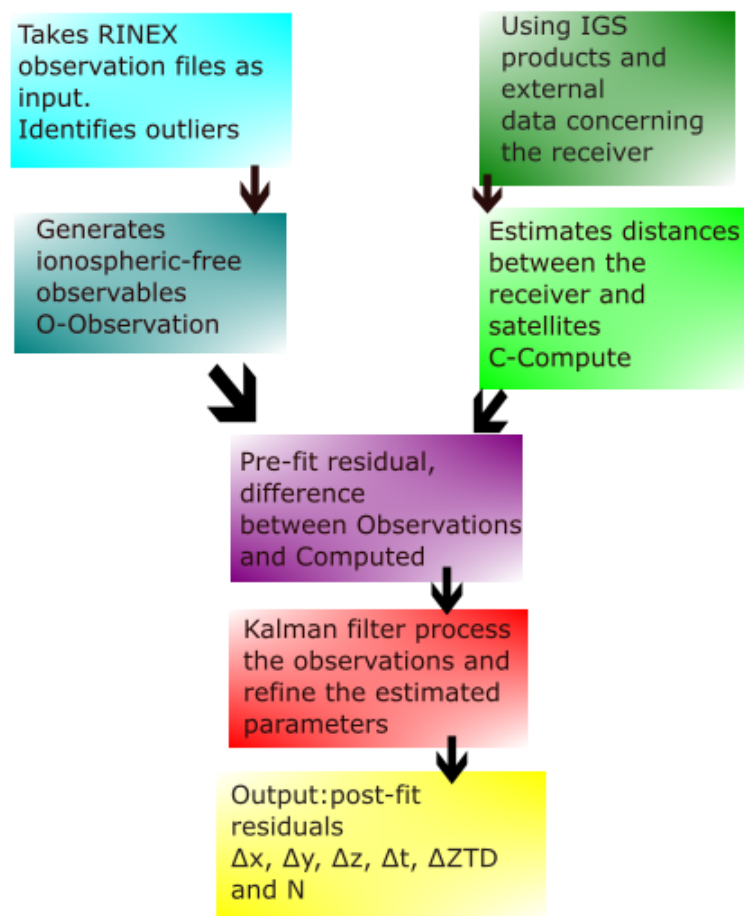 Takes RINEX
observation files as
input.
Identifies outliers
Using IGS
products and
external
data concerning
the receiver
Generates
ionospheric-free
observables
O-Observation
Estimates distances
between the
receiver and
satellites
C-Compute
Pre-fit residual,
difference
between Observations
and Computed
Kalman filter process
the observations and
refine the estimated
parameters
Output:post-fit
residuals
Δx, Δy, Δz, Δt, ΔZTD
and N